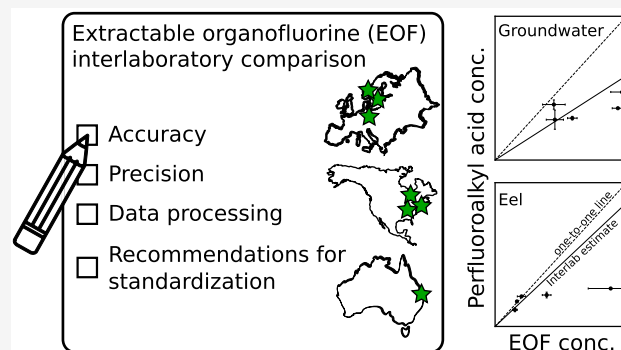 Extractable organofluorine (EOF)
interlaboratory comparison
Accuracy
Precision
Data processing
Recommendations for
standardization
Perfluoroalkyl acid conc.
Groundwater
Eel
one-to-one line
Interlab estimate
EOF conc.